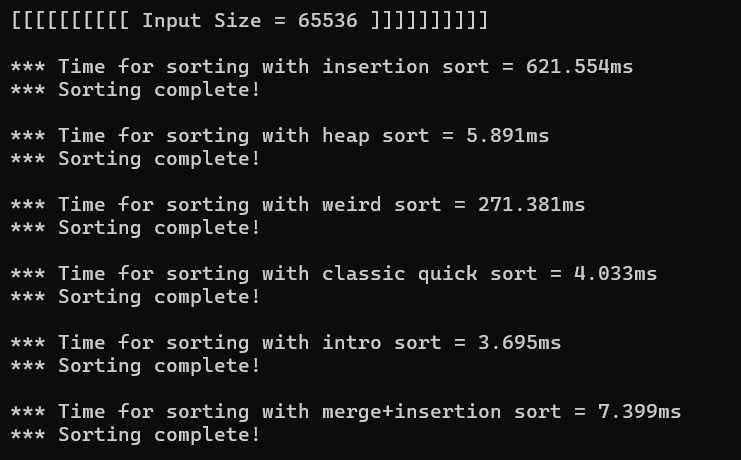 [[[[[[[[[[ Input Size = 65536 ]]]]]]]]]]
*** Time for sorting with insertion sort = 621.554ms
*** Sorting complete!
*** Time for sorting with heap sort = 5.891ms
*** Sorting complete!
*** Time for sorting with weird sort = 271.381ms
*** Sorting complete!
*** Time for sorting with classic quick sort = 4.033ms
*** Sorting complete!
*** Time for sorting with intro sort = 3.695ms
*** Sorting complete!
*** Time for sorting with merge+insertion sort = 7.399ms
*** Sorting complete!